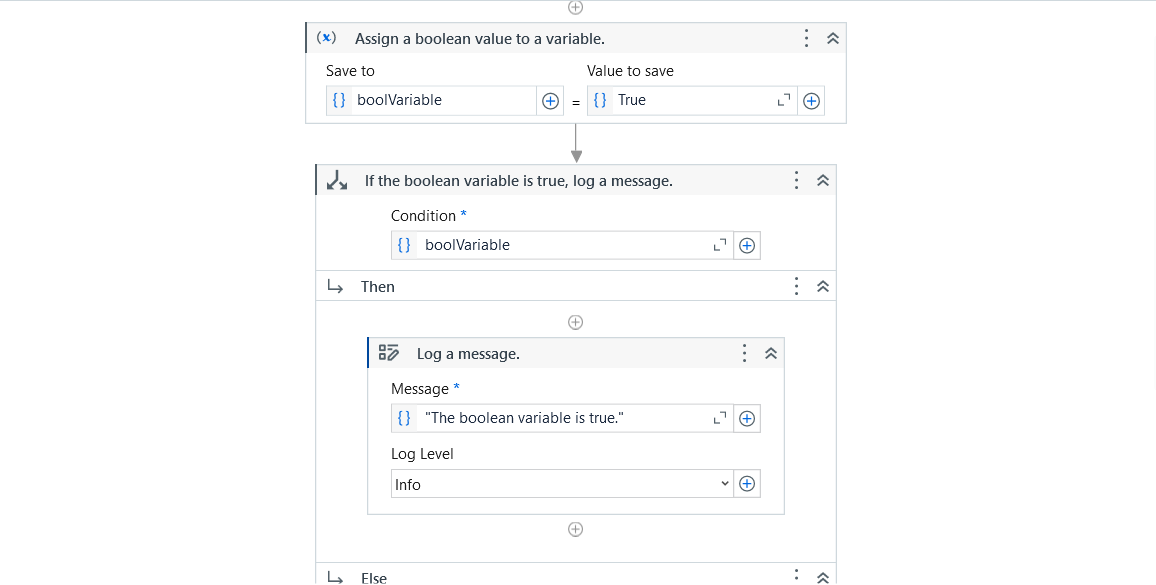 (x) Assign a boolean value to a variable.
Save to Value to save
{} boolVariable = {} True
If the boolean variable is true, log a message.
Condition *
{} boolVariable
Then
Log a message.
Message *
{} "The boolean variable is true."
Log Level
Info
Else